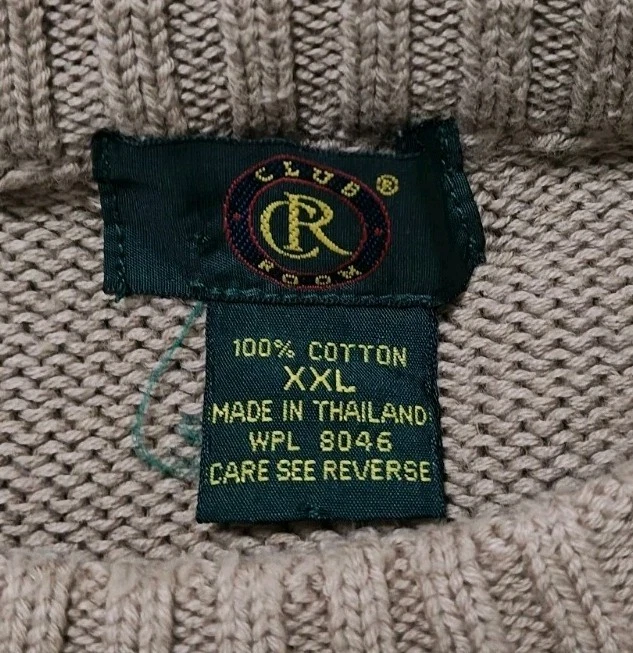 CLUB ®
CR
ROOM
100% COTTON
XXL
MADE IN THAILAND
WPL 8046
CARE SEE REVERSE